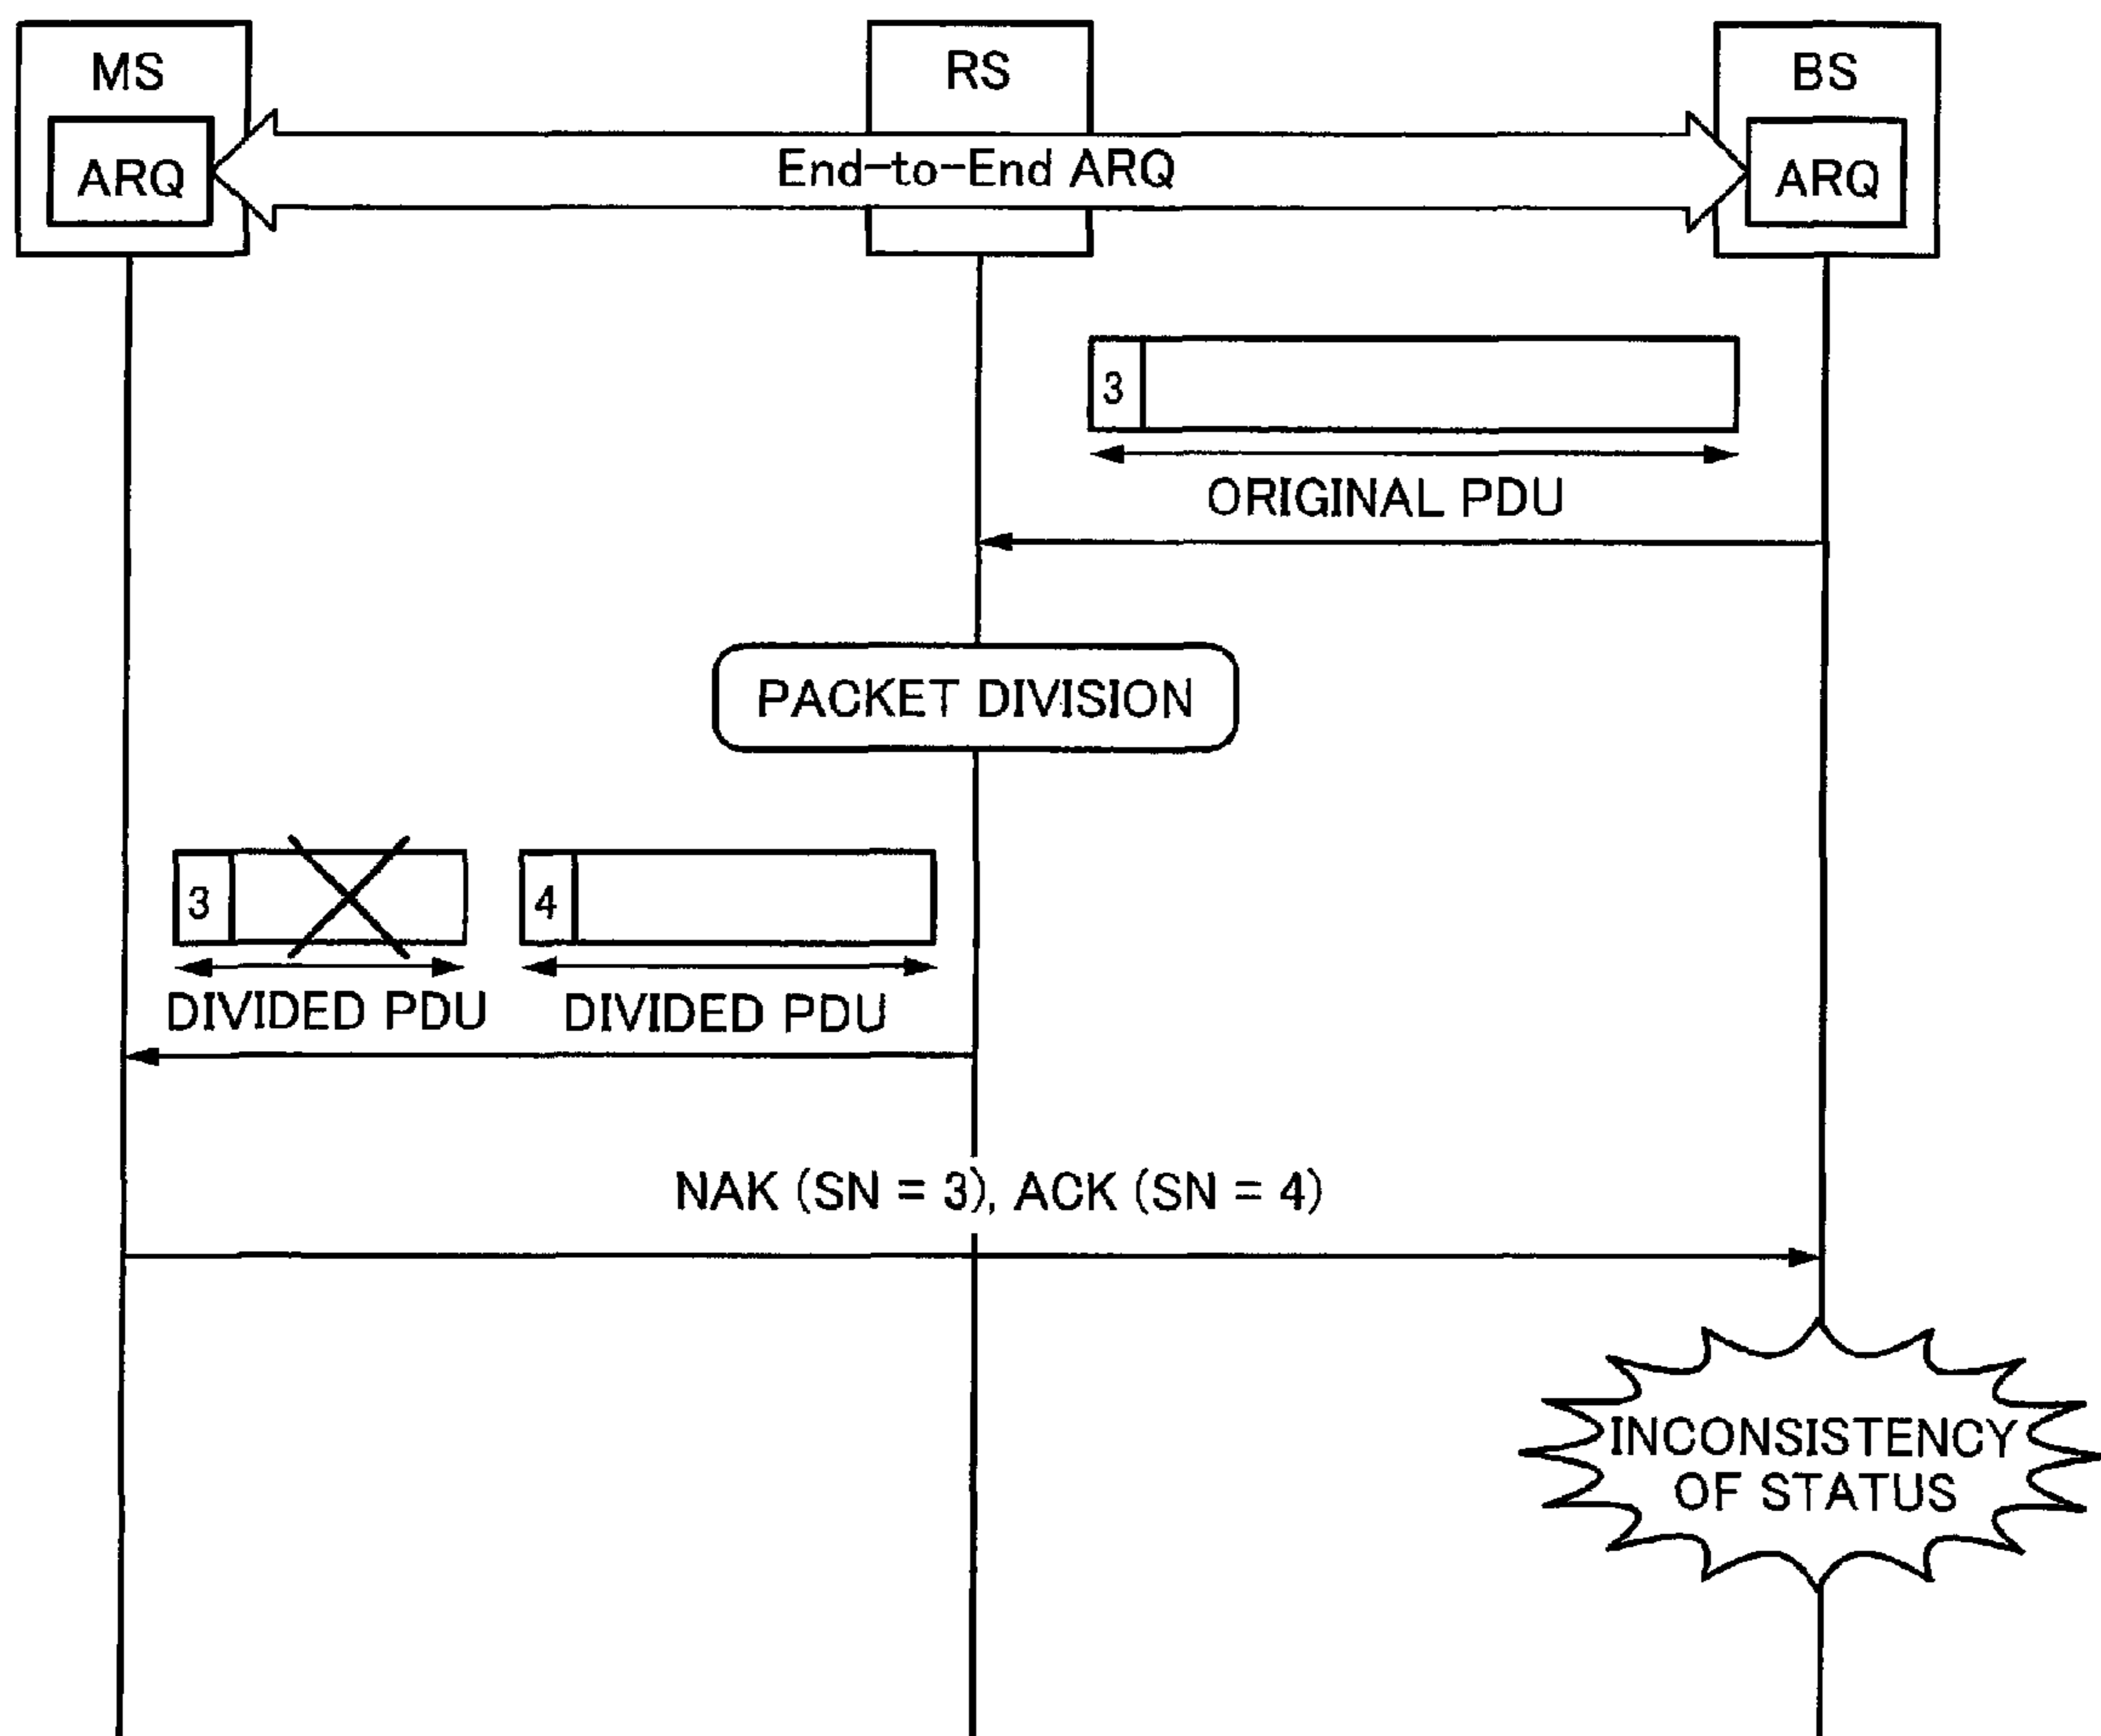 MS
RS
BS
ARQ
End-to-End ARQ
ARQ
3
ORIGINAL PDU
PACKET DIVISION
3
4
DIVIDED PDU
DIVIDED PDU
NAK (SN = 3), ACK (SN = 4)
INCONSISTENCY
OF STATUS